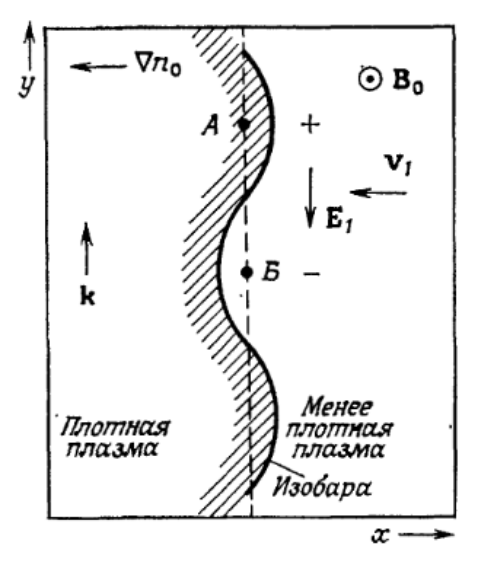 y
∇n₀
B₀
A
+
v₁
E₁
Б
−
k
Плотная
плазма
Менее
плотная
плазма
Изобара
x